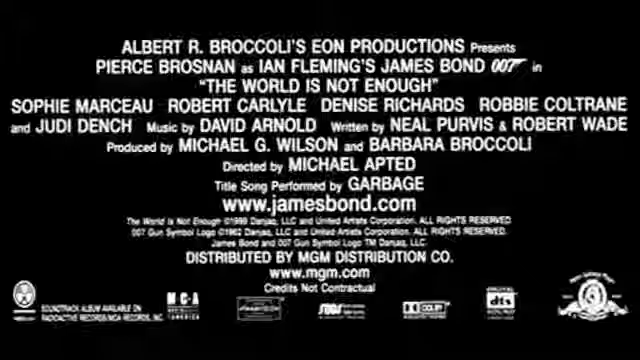 ALBERT R. BROCCOLI'S EON PRODUCTIONS Presents
PIERCE BROSNAN as IAN FLEMING'S JAMES BOND 007 in
"THE WORLD IS NOT ENOUGH"
SOPHIE MARCEAU ROBERT CARLYLE DENISE RICHARDS ROBBIE COLTRANE
and JUDI DENCH Music by DAVID ARNOLD Written by NEAL PURVIS & ROBERT WADE
Produced by MICHAEL G. WILSON and BARBARA BROCCOLI
Directed by MICHAEL APTED
Title Song Performed by GARBAGE
www.jamesbond.com
The World is Not Enough ©1999 Danjaq, LLC and United Artists Corporation. ALL RIGHTS RESERVED.
007 Gun Symbol Logo ©1962 Danjaq, LLC and United Artists Corporation. ALL RIGHTS RESERVED.
James Bond and 007 Gun Symbol Logo TM Danjaq, LLC.
DISTRIBUTED BY MGM DISTRIBUTION CO.
www.mgm.com
Credits Not Contractual
SOUNDTRACK ALBUM AVAILABLE ON
RADIOACTIVE RECORDS/MCA RECORDS, INC.
MCA
SDDS
DOLBY
DIGITAL
dts